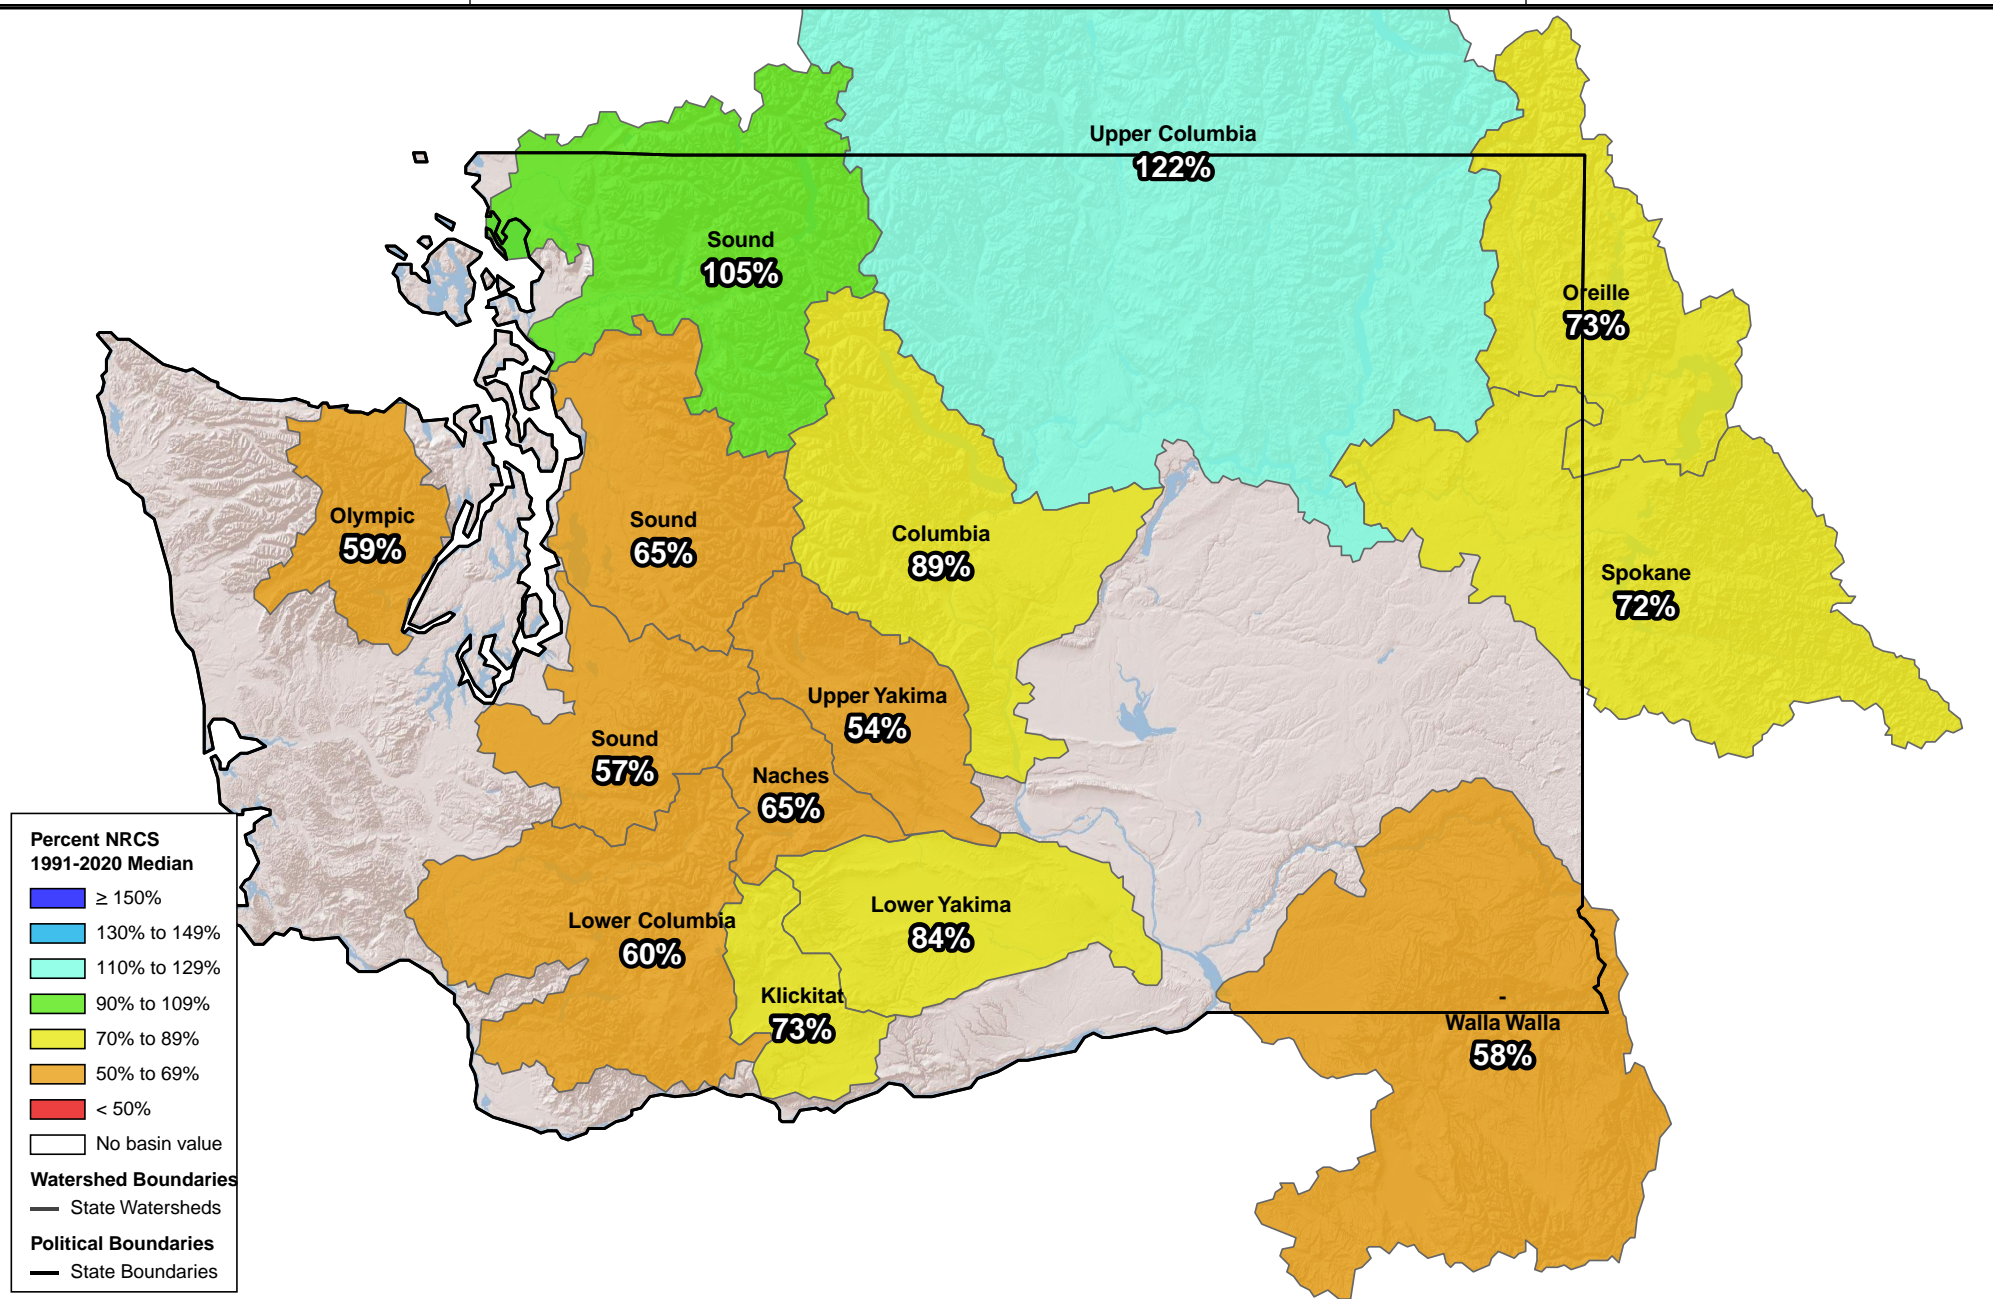 Upper Columbia
122%
Sound
105%
Oreille
73%
Olympic
59%
Sound
65%
Columbia
89%
Spokane
72%
Upper Yakima
54%
Sound
57%
Naches
65%
Lower Columbia
60%
Lower Yakima
84%
Klickitat
73%
-
Walla Walla
58%
Percent NRCS
1991-2020 Median
≥ 150%
130% to 149%
110% to 129%
90% to 109%
70% to 89%
50% to 69%
< 50%
No basin value
Watershed Boundaries
State Watersheds
Political Boundaries
State Boundaries